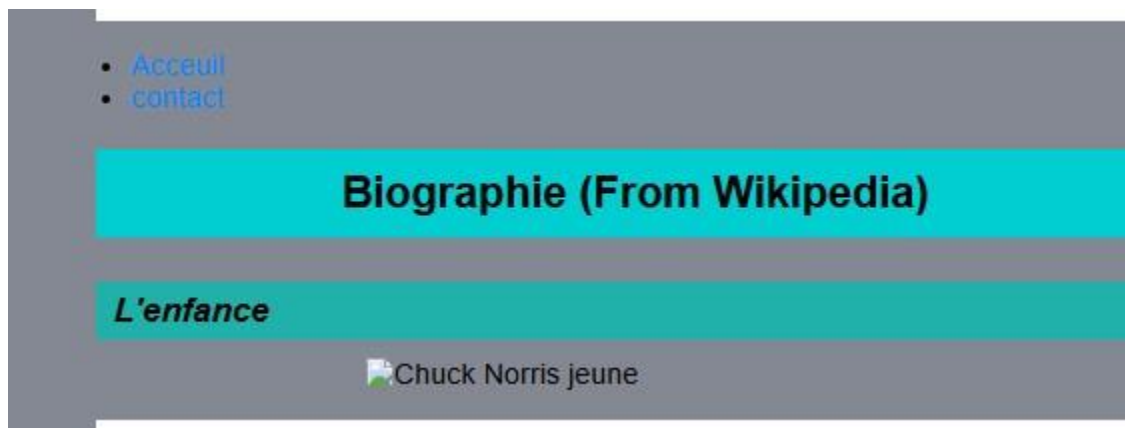 Acceuil
contact
Biographie (From Wikipedia)
L'enfance
Chuck Norris jeune